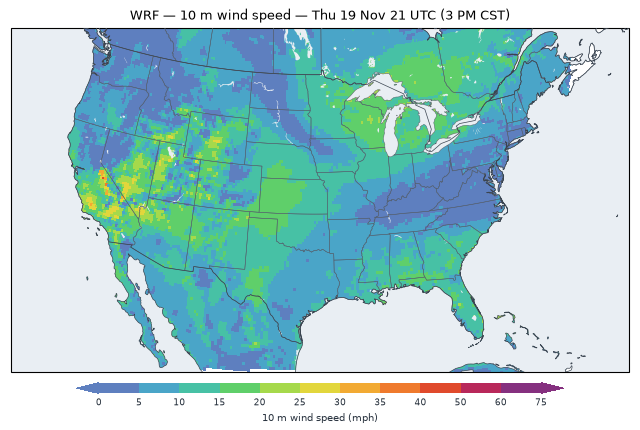 WRF — 10 m wind speed — Thu 19 Nov 21 UTC (3 PM CST)
0 5 10 15 20 25 30 35 40 50 60 75
10 m wind speed (mph)